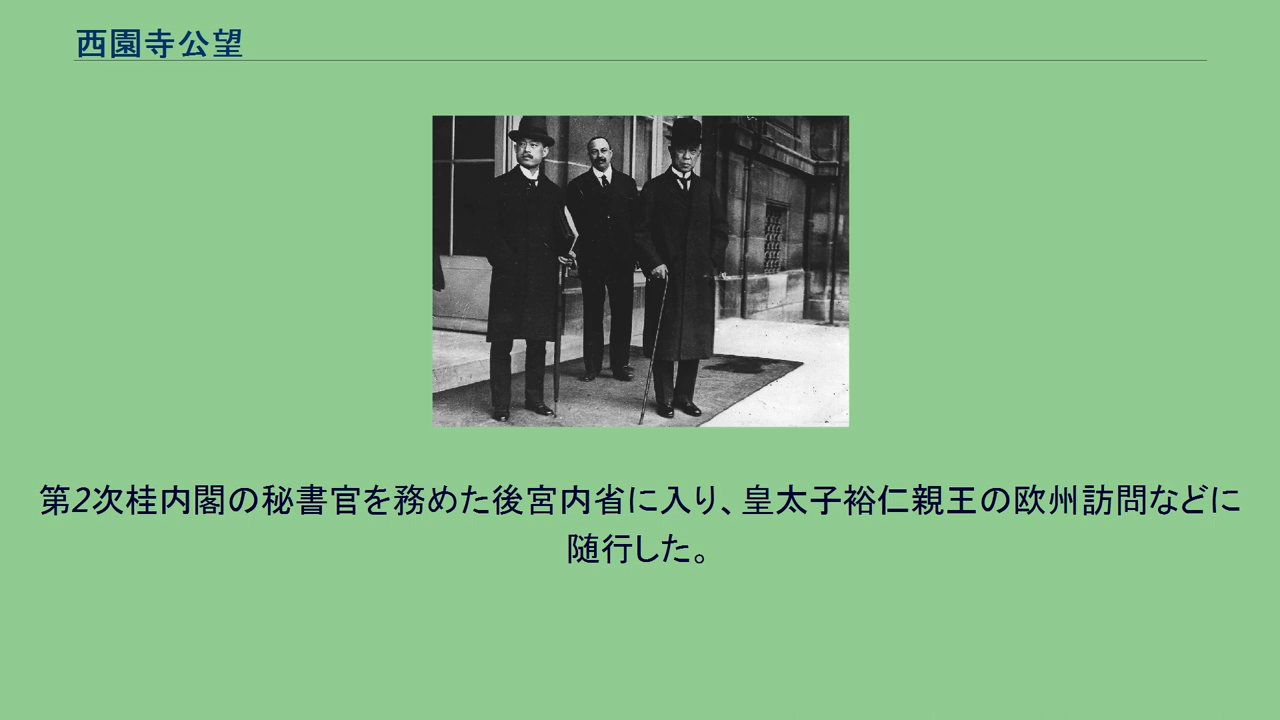 西園寺公望
第2次桂内閣の秘書官を務めた後宮内省に入り、皇太子裕仁親王の欧州訪問などに
随行した。